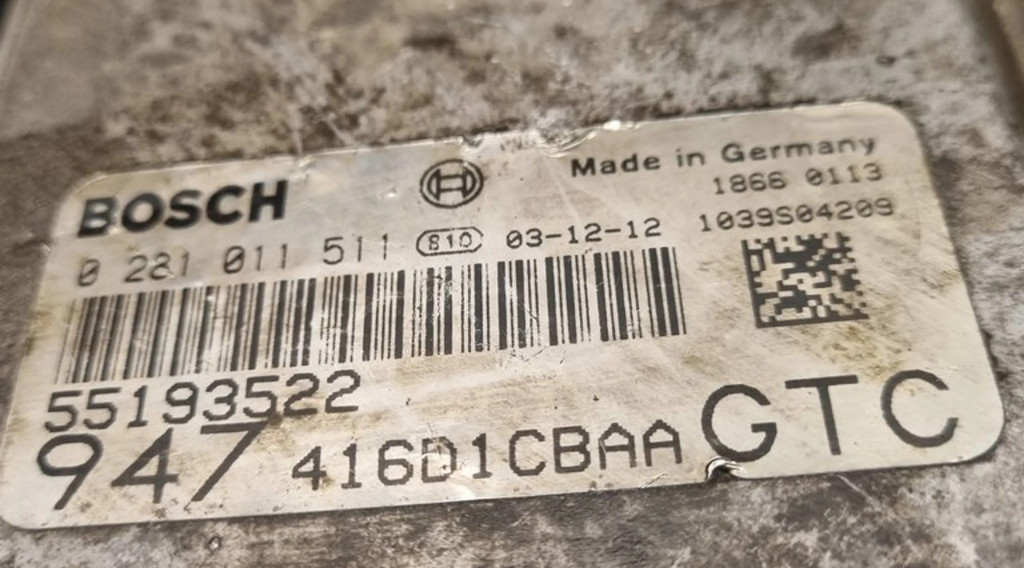 BOSCH
Made in Germany
1866 0113
0 281 011 511 810 03-12-12 1039S04209
55193522
947 416D1CBAA GTC